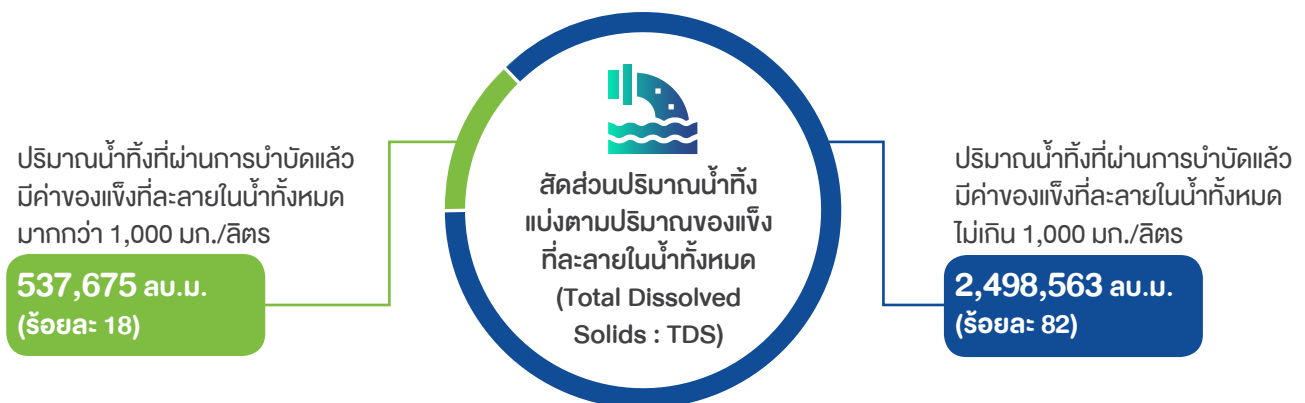 ปริมาณน้ำทิ้งที่ผ่านการบำบัดแล้ว
มีค่าของแข็งที่ละลายในน้ำทั้งหมด
มากกว่า 1,000 มก./ลิตร
537,675 ลบ.ม.
(ร้อยละ 18)
สัดส่วนปริมาณน้ำทิ้ง
แบ่งตามปริมาณของแข็ง
ที่ละลายในน้ำทั้งหมด
(Total Dissolved
Solids : TDS)
ปริมาณน้ำทิ้งที่ผ่านการบำบัดแล้ว
มีค่าของแข็งที่ละลายในน้ำทั้งหมด
ไม่เกิน 1,000 มก./ลิตร
2,498,563 ลบ.ม.
(ร้อยละ 82)